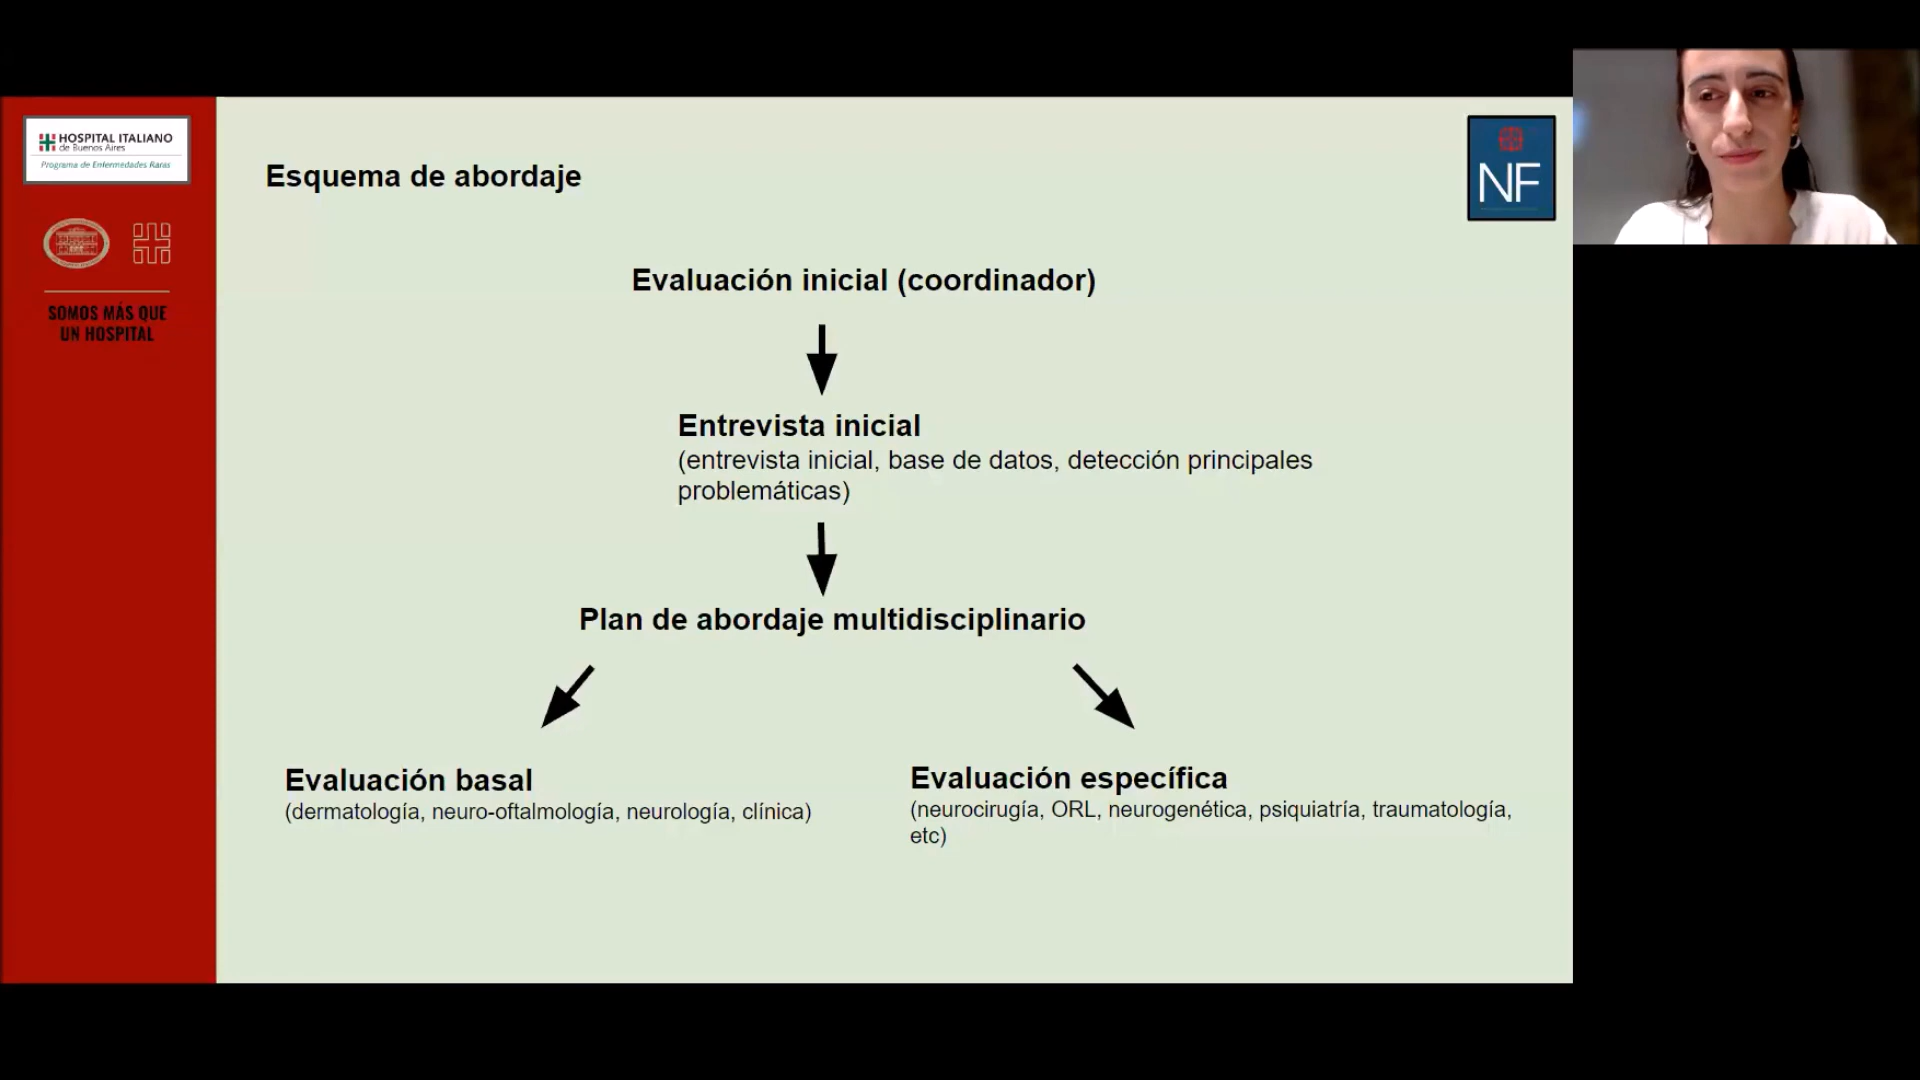 HOSPITAL ITALIANO
de Buenos Aires
Programa de Enfermedades Raras
SOMOS MÁS QUE
UN HOSPITAL
Esquema de abordaje
NF
Evaluación inicial (coordinador)
Entrevista inicial
(entrevista inicial, base de datos, detección principales
problemáticas)
Plan de abordaje multidisciplinario
Evaluación basal
(dermatología, neuro-oftalmología, neurología, clínica)
Evaluación específica
(neurocirugía, ORL, neurogenética, psiquiatría, traumatología,
etc)